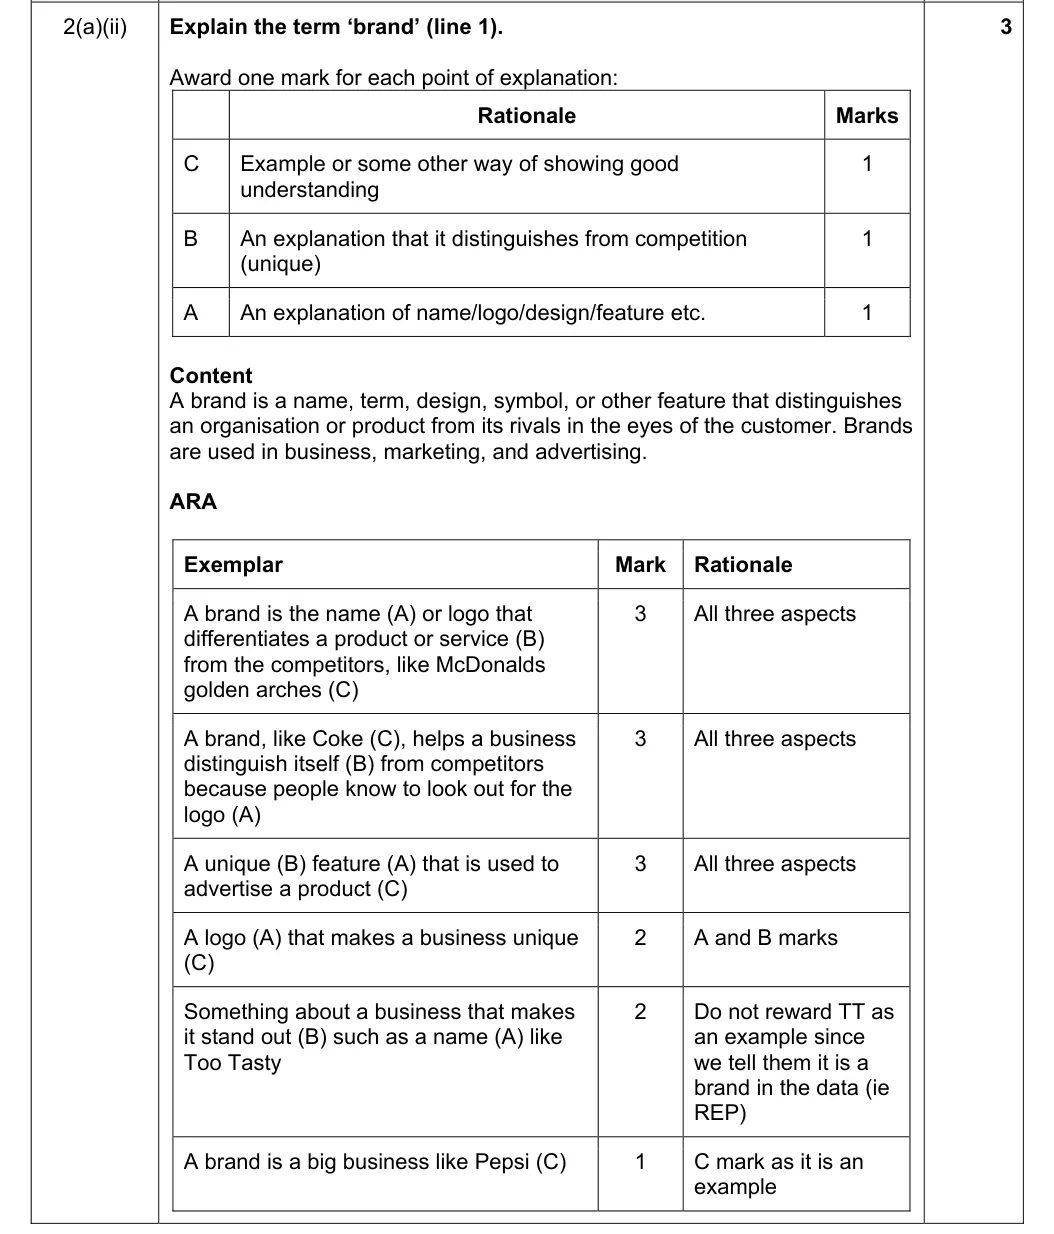 2(a)(ii) Explain the term ‘brand’ (line 1). 3
Award one mark for each point of explanation:
Rationale Marks
C Example or some other way of showing good 1
understanding
B An explanation that it distinguishes from competition 1
(unique)
A An explanation of name/logo/design/feature etc. 1
Content
A brand is a name, term, design, symbol, or other feature that distinguishes
an organisation or product from its rivals in the eyes of the customer. Brands
are used in business, marketing, and advertising.
ARA
Exemplar Mark Rationale
A brand is the name (A) or logo that 3 All three aspects
differentiates a product or service (B)
from the competitors, like McDonalds
golden arches (C)
A brand, like Coke (C), helps a business 3 All three aspects
distinguish itself (B) from competitors
because people know to look out for the
logo (A)
A unique (B) feature (A) that is used to 3 All three aspects
advertise a product (C)
A logo (A) that makes a business unique 2 A and B marks
(C)
Something about a business that makes 2 Do not reward TT as
it stand out (B) such as a name (A) like an example since
Too Tasty we tell them it is a
brand in the data (ie
REP)
A brand is a big business like Pepsi (C) 1 C mark as it is an
example